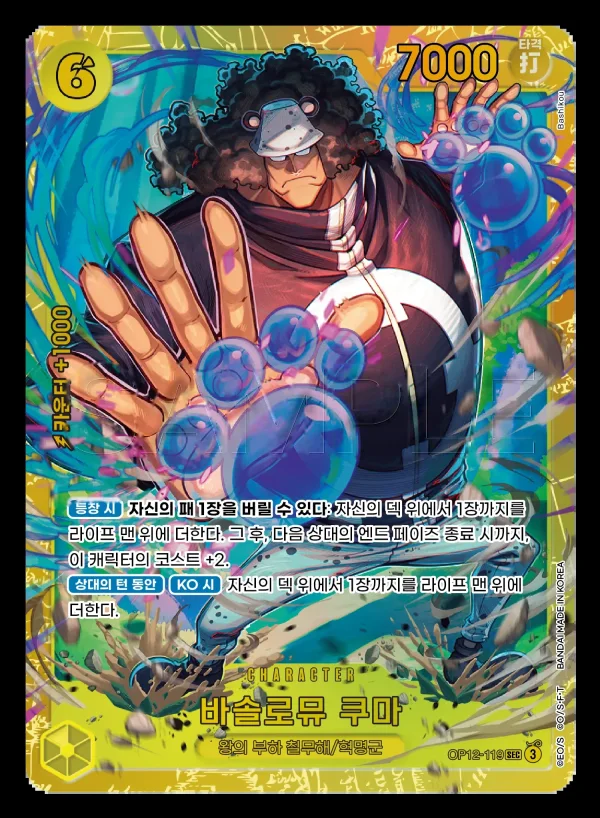 6
7000
타격
打
Bashikou
⚡카운터 +1000
SAMPLE
등장 시 자신의 패 1장을 버릴 수 있다: 자신의 덱 위에서 1장까지를
라이프 맨 위에 더한다. 그 후, 다음 상대의 엔드 페이즈 종료 시까지,
이 캐릭터의 코스트 +2.
상대의 턴 동안 KO 시 자신의 덱 위에서 1장까지를 라이프 맨 위에
더한다.
CHARACTER
바솔로뮤 쿠마
왕의 부하 칠무해/혁명군
OP12-119 SEC 3
©EO/S ©O/S·F·T BANDAI MADE IN KOREA